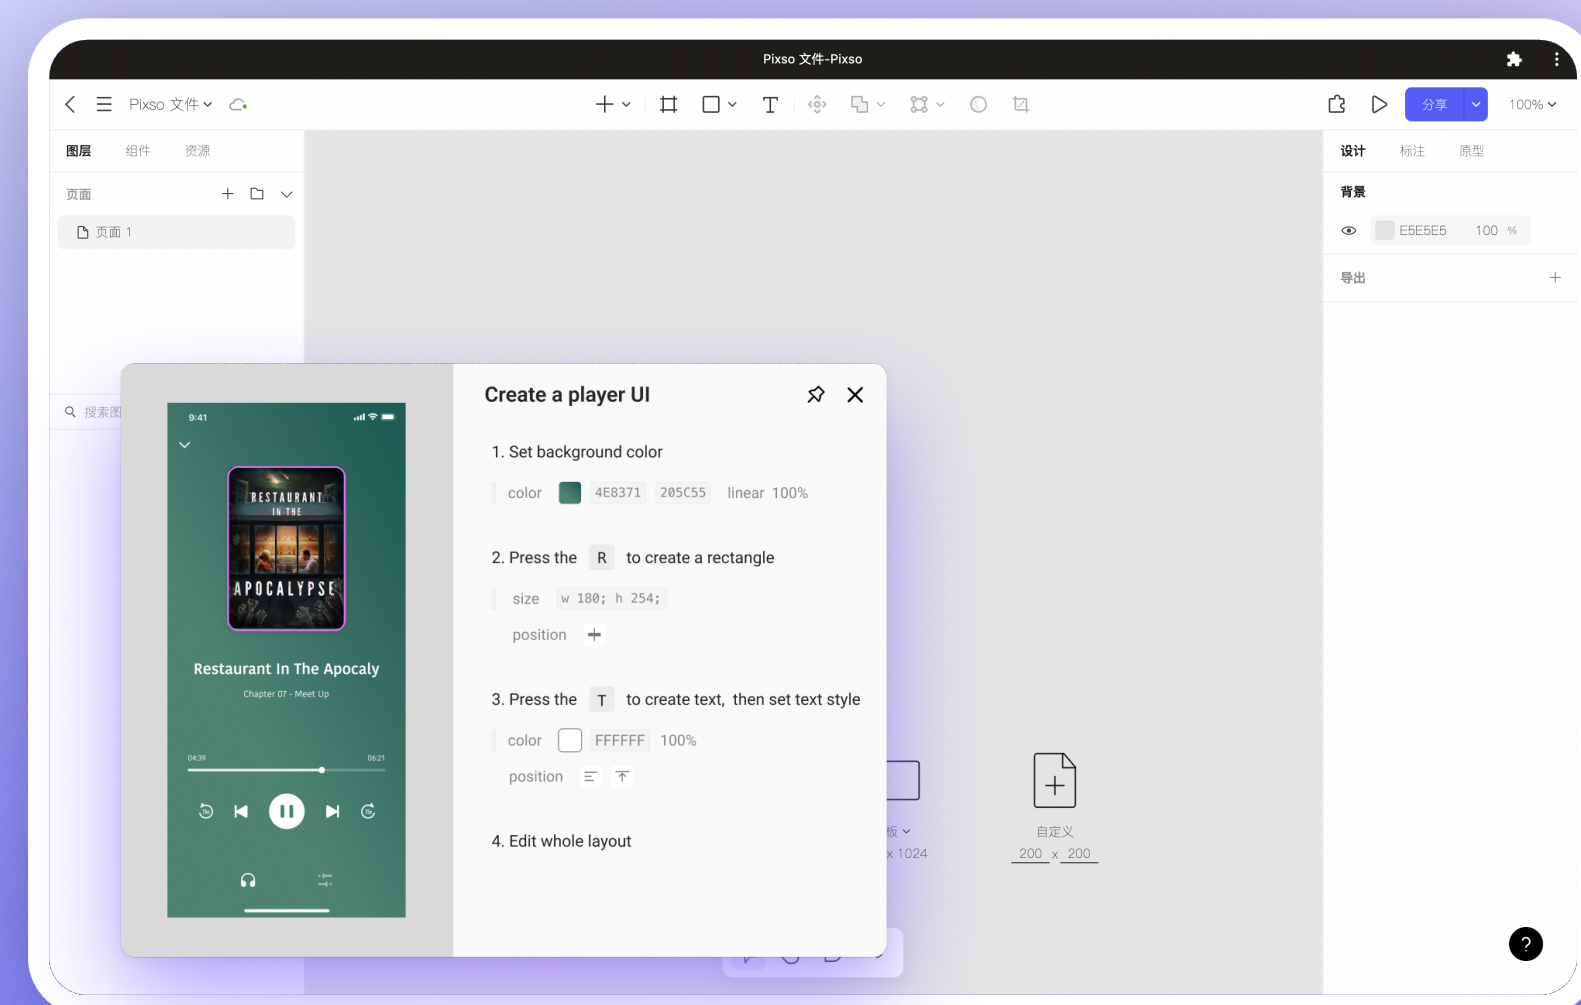 Pixso 文件-Pixso
Pixso 文件
T
分享
100%
图层 组件 资源
设计 标注 原型
页面
背景
页面 1
E5E5E5 100 %
导出
搜索图
9:41
RESTAURANT
IN THE
APOCALYPSE
Restaurant In The Apocaly
Chapter 07 - Meet Up
04:39 06:21
15s 15s
Create a player UI
1. Set background color
color 4E8371 205C55 linear 100%
2. Press the R to create a rectangle
size w 180; h 254;
position
3. Press the T to create text, then set text style
color FFFFFF 100%
position
4. Edit whole layout
板
x 1024
自定义
200 x 200
?